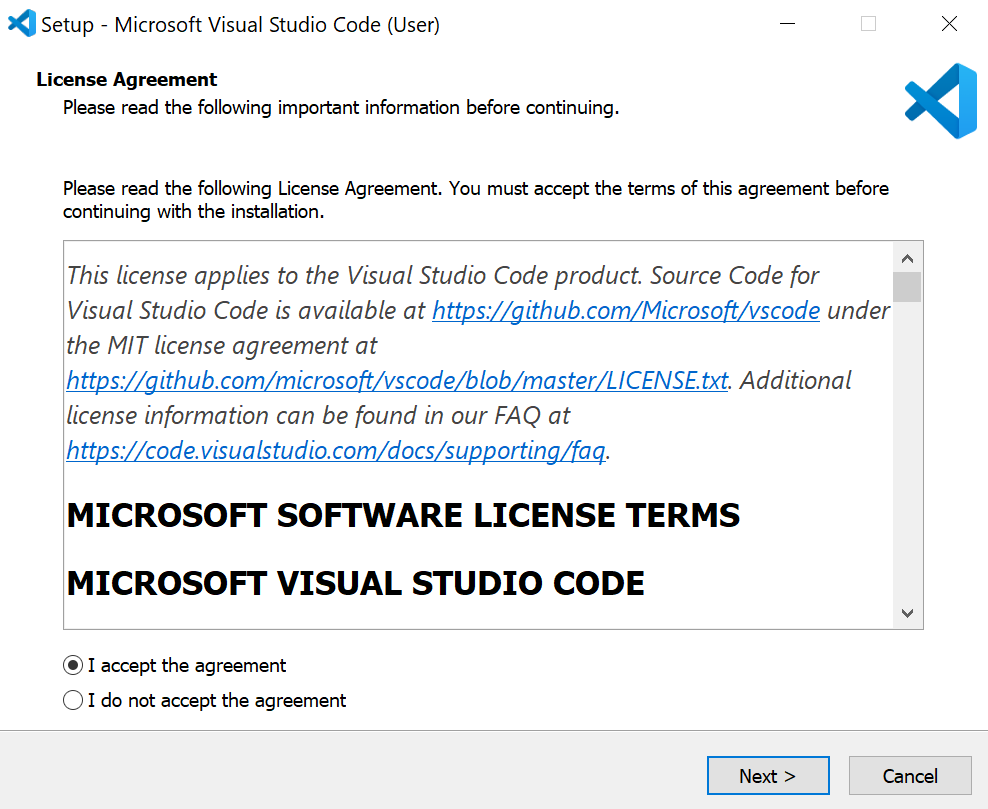 Setup - Microsoft Visual Studio Code (User)
License Agreement
Please read the following important information before continuing.
Please read the following License Agreement. You must accept the terms of this agreement before
continuing with the installation.
This license applies to the Visual Studio Code product. Source Code for
Visual Studio Code is available at https://github.com/Microsoft/vscode under
the MIT license agreement at
https://github.com/microsoft/vscode/blob/master/LICENSE.txt. Additional
license information can be found in our FAQ at
https://code.visualstudio.com/docs/supporting/faq.
MICROSOFT SOFTWARE LICENSE TERMS
MICROSOFT VISUAL STUDIO CODE
I accept the agreement
I do not accept the agreement
Next >
Cancel